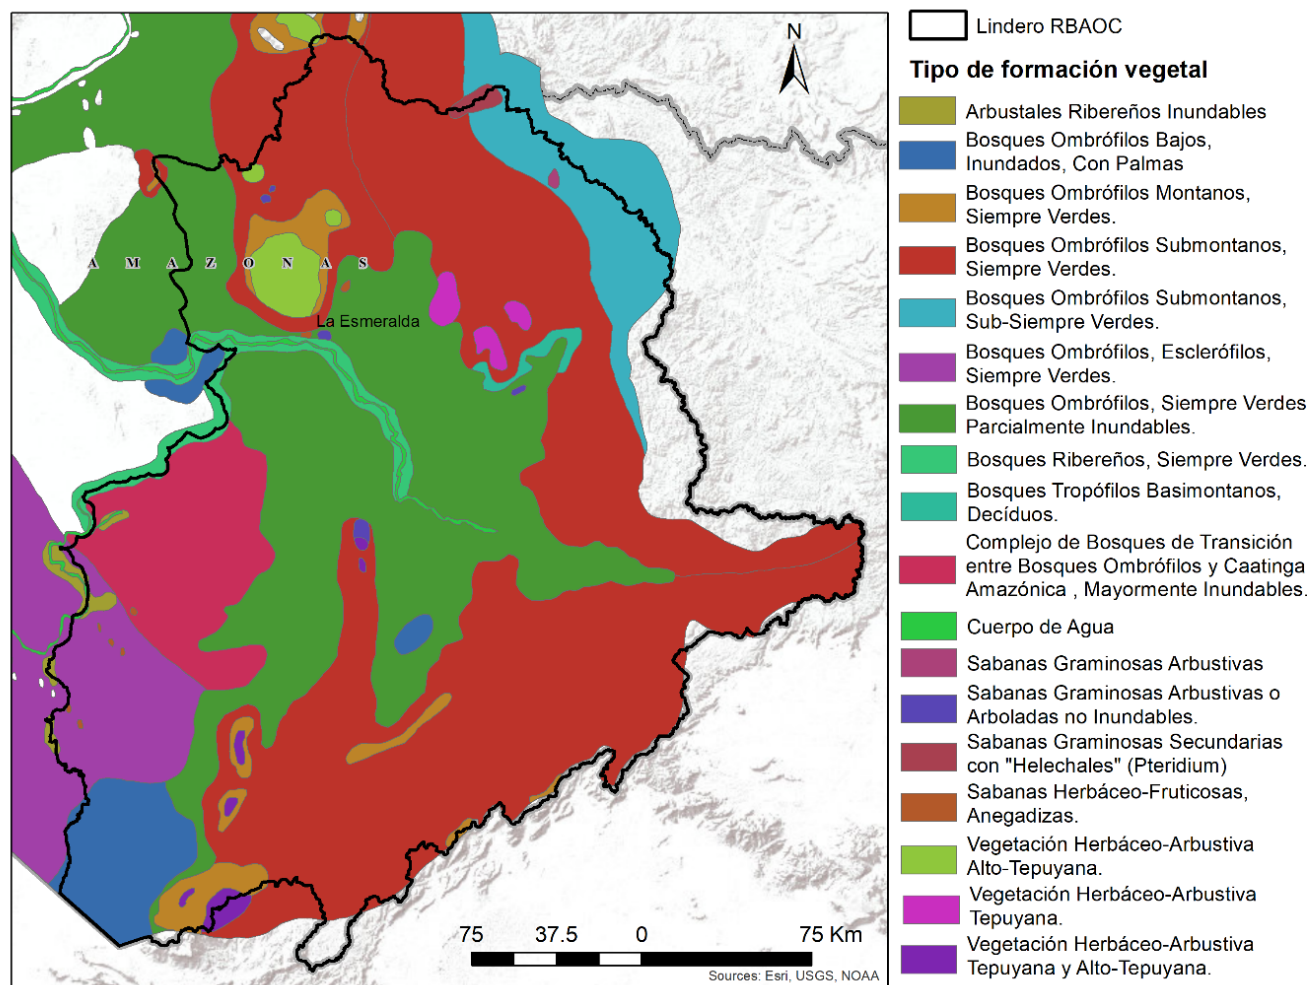 N
A M A Z O N A S
La Esmeralda
75 37.5 0 75 Km
Sources: Esri, USGS, NOAA
Lindero RBAOC
Tipo de formación vegetal
Arbustales Ribereños Inundables
Bosques Ombrófilos Bajos,
Inundados, Con Palmas
Bosques Ombrófilos Montanos,
Siempre Verdes.
Bosques Ombrófilos Submontanos,
Siempre Verdes.
Bosques Ombrófilos Submontanos,
Sub-Siempre Verdes.
Bosques Ombrófilos, Esclerófilos,
Siempre Verdes.
Bosques Ombrófilos, Siempre Verdes
Parcialmente Inundables.
Bosques Ribereños, Siempre Verdes.
Bosques Tropófilos Basimontanos,
Decíduos.
Complejo de Bosques de Transición
entre Bosques Ombrófilos y Caatinga
Amazónica , Mayormente Inundables.
Cuerpo de Agua
Sabanas Graminosas Arbustivas
Sabanas Graminosas Arbustivas o
Arboladas no Inundables.
Sabanas Graminosas Secundarias
con "Helechales" (Pteridium)
Sabanas Herbáceo-Fruticosas,
Anegadizas.
Vegetación Herbáceo-Arbustiva
Alto-Tepuyana.
Vegetación Herbáceo-Arbustiva
Tepuyana.
Vegetación Herbáceo-Arbustiva
Tepuyana y Alto-Tepuyana.